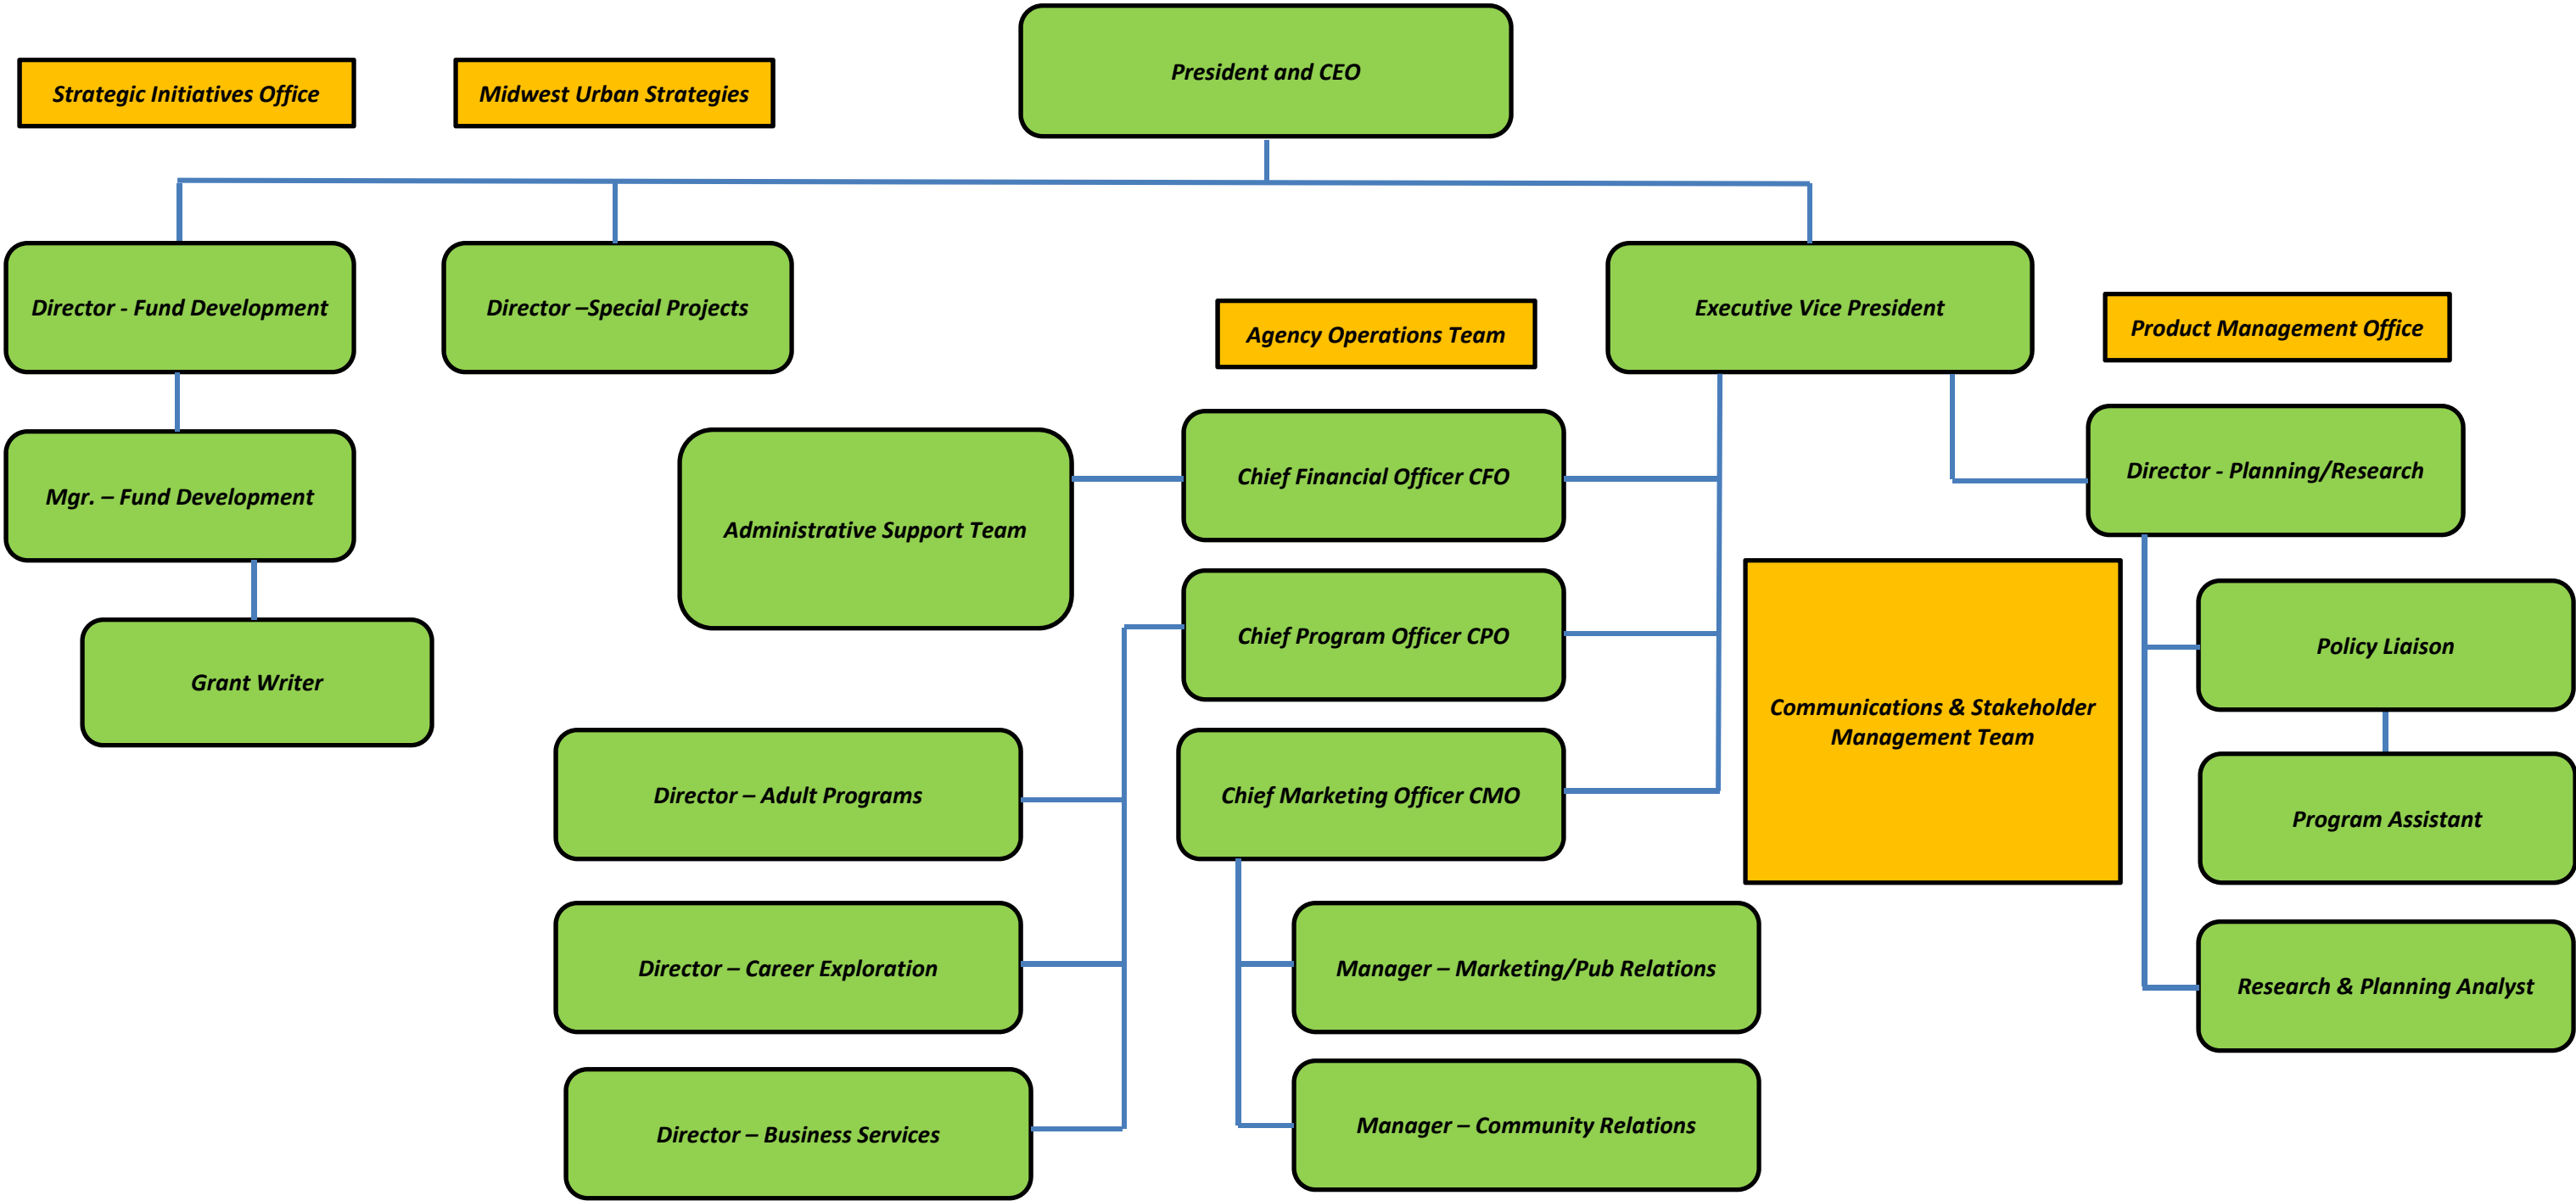 President and CEO
Strategic Initiatives Office
Midwest Urban Strategies
Director - Fund Development
Director –Special Projects
Executive Vice President
Agency Operations Team
Product Management Office
Mgr. – Fund Development
Administrative Support Team
Chief Financial Officer CFO
Director - Planning/Research
Grant Writer
Chief Program Officer CPO
Communications & Stakeholder
Management Team
Policy Liaison
Director – Adult Programs
Chief Marketing Officer CMO
Program Assistant
Director – Career Exploration
Manager – Marketing/Pub Relations
Research & Planning Analyst
Director – Business Services
Manager – Community Relations